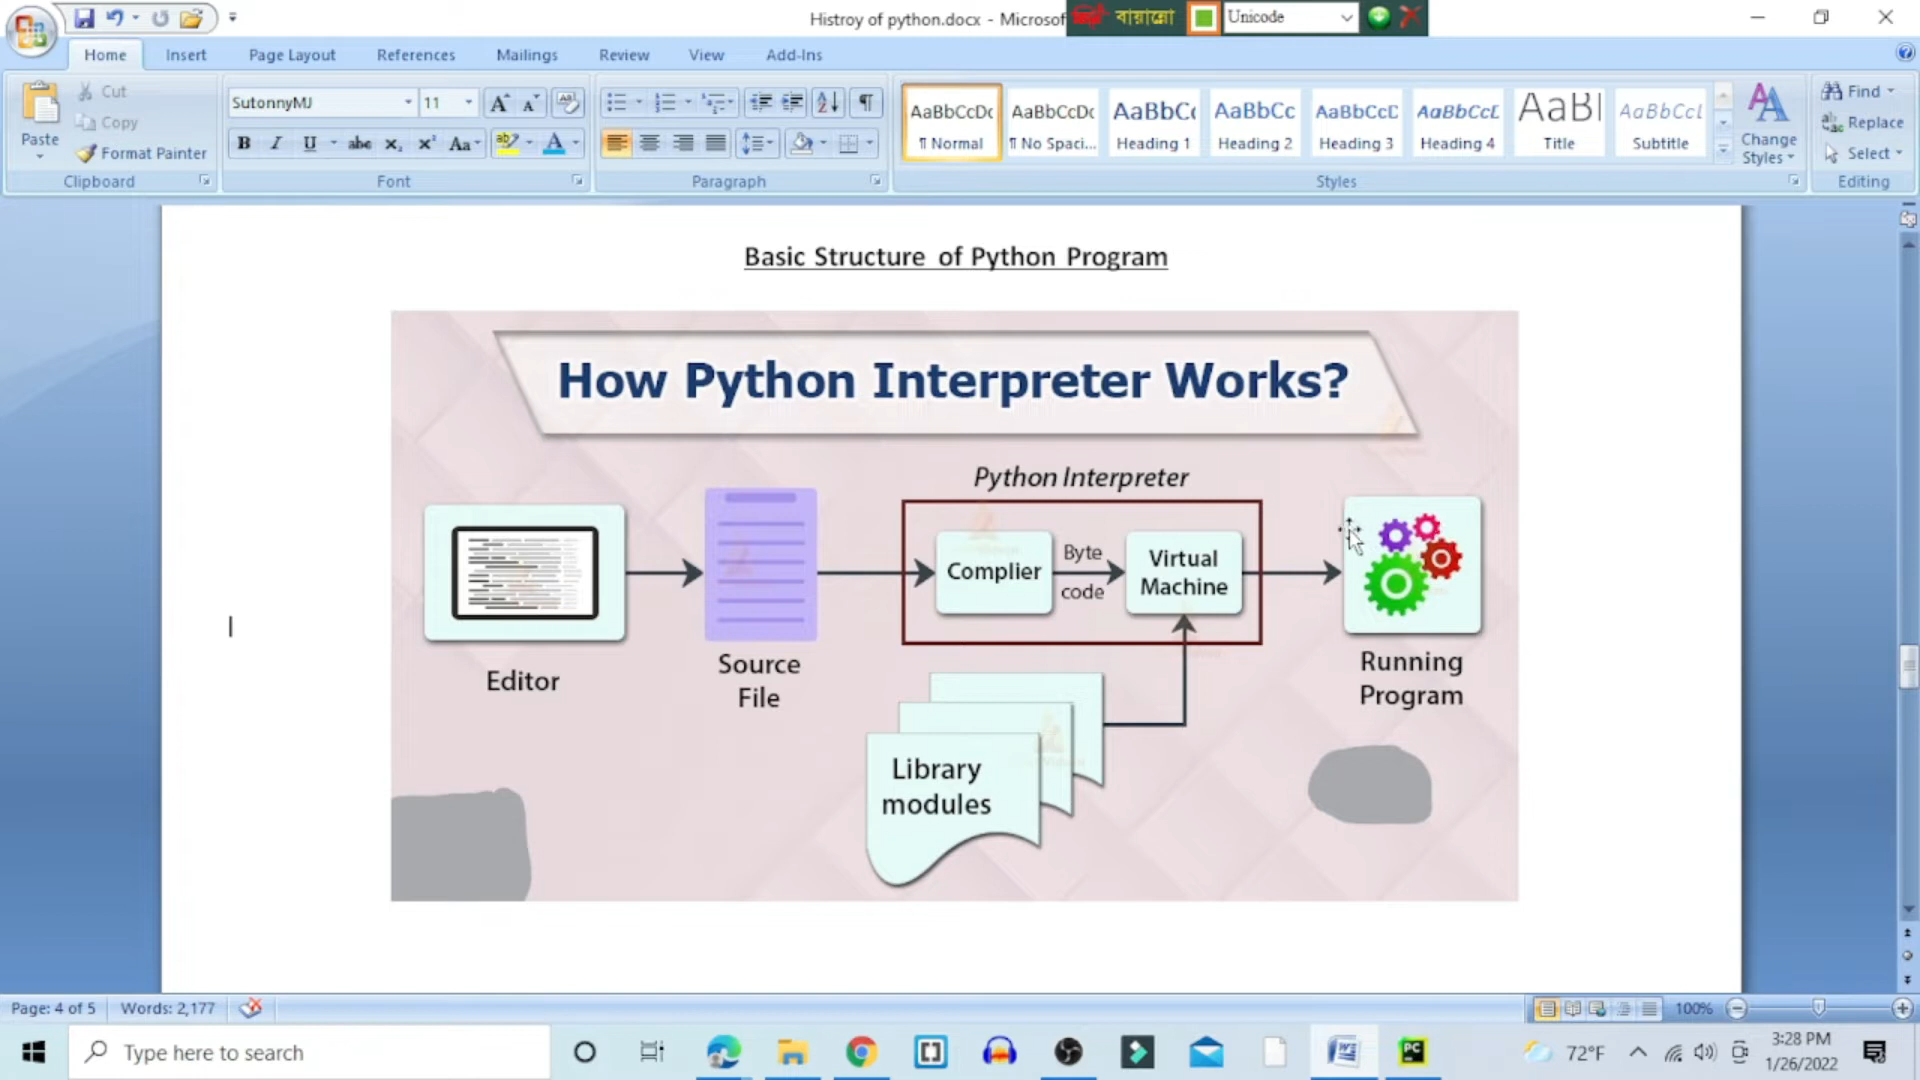 Histroy of python.docx - Microsof
বায়ান্নো
Unicode
Home Insert Page Layout References Mailings Review View Add-Ins
Paste
Cut
Copy
Format Painter
Clipboard
SutonnyMJ 11
Font
Paragraph
AaBbCcDc AaBbCcDc AaBbC AaBbCc AaBbCcD AaBbCcD AaBl AaBbCcL
¶ Normal ¶ No Spaci... Heading 1 Heading 2 Heading 3 Heading 4 Title Subtitle
Change Styles
Styles
Find
Replace
Select
Editing
Basic Structure of Python Program
How Python Interpreter Works?
Python Interpreter
Complier
Byte
code
Virtual
Machine
Editor
Source
File
Running
Program
Library
modules
Page: 4 of 5 Words: 2,177
100%
Type here to search
72°F
3:28 PM
1/26/2022